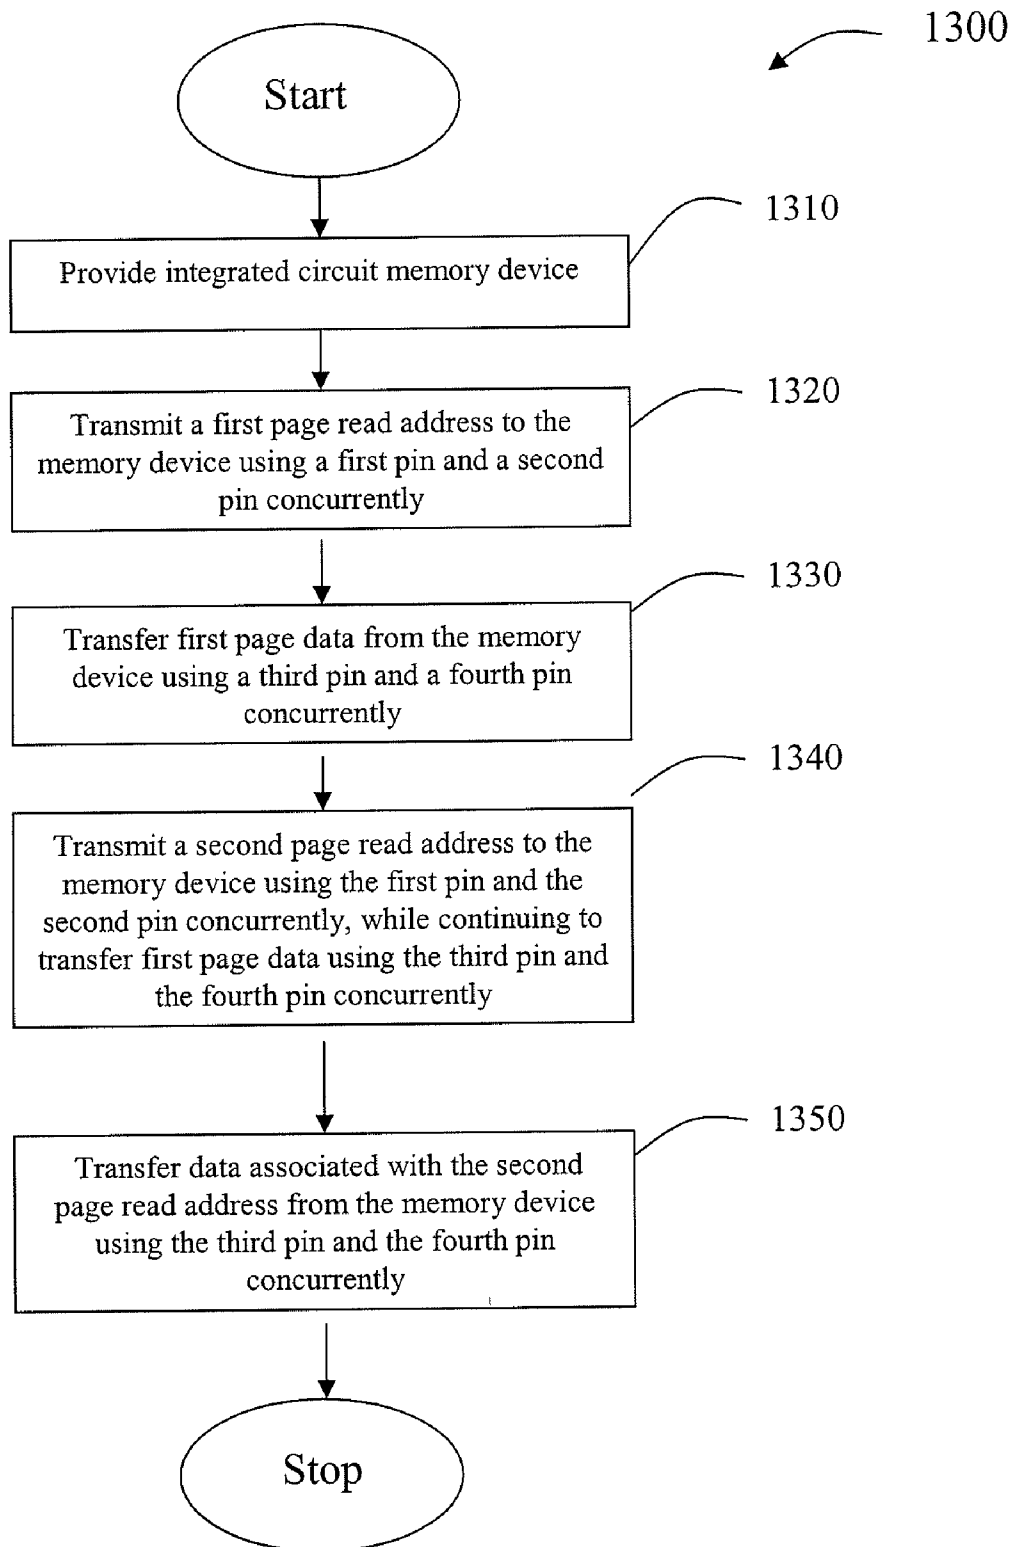 1300
Start
1310
Provide integrated circuit memory device
1320
Transmit a first page read address to the
memory device using a first pin and a second
pin concurrently
1330
Transfer first page data from the memory
device using a third pin and a fourth pin
concurrently
1340
Transmit a second page read address to the
memory device using the first pin and the
second pin concurrently, while continuing to
transfer first page data using the third pin and
the fourth pin concurrently
1350
Transfer data associated with the second
page read address from the memory device
using the third pin and the fourth pin
concurrently
Stop